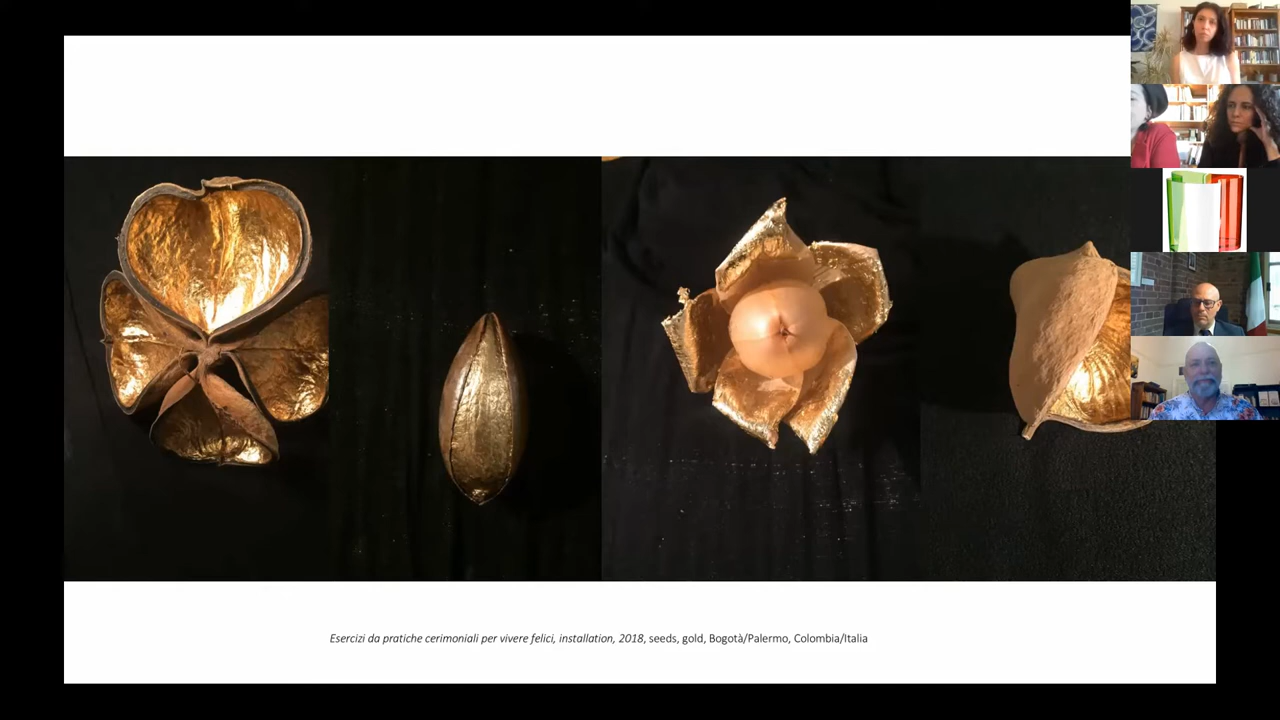 Esercizi da pratiche cerimoniali per vivere felici, installation, 2018, seeds, gold, Bogotà/Palermo, Colombia/Italia